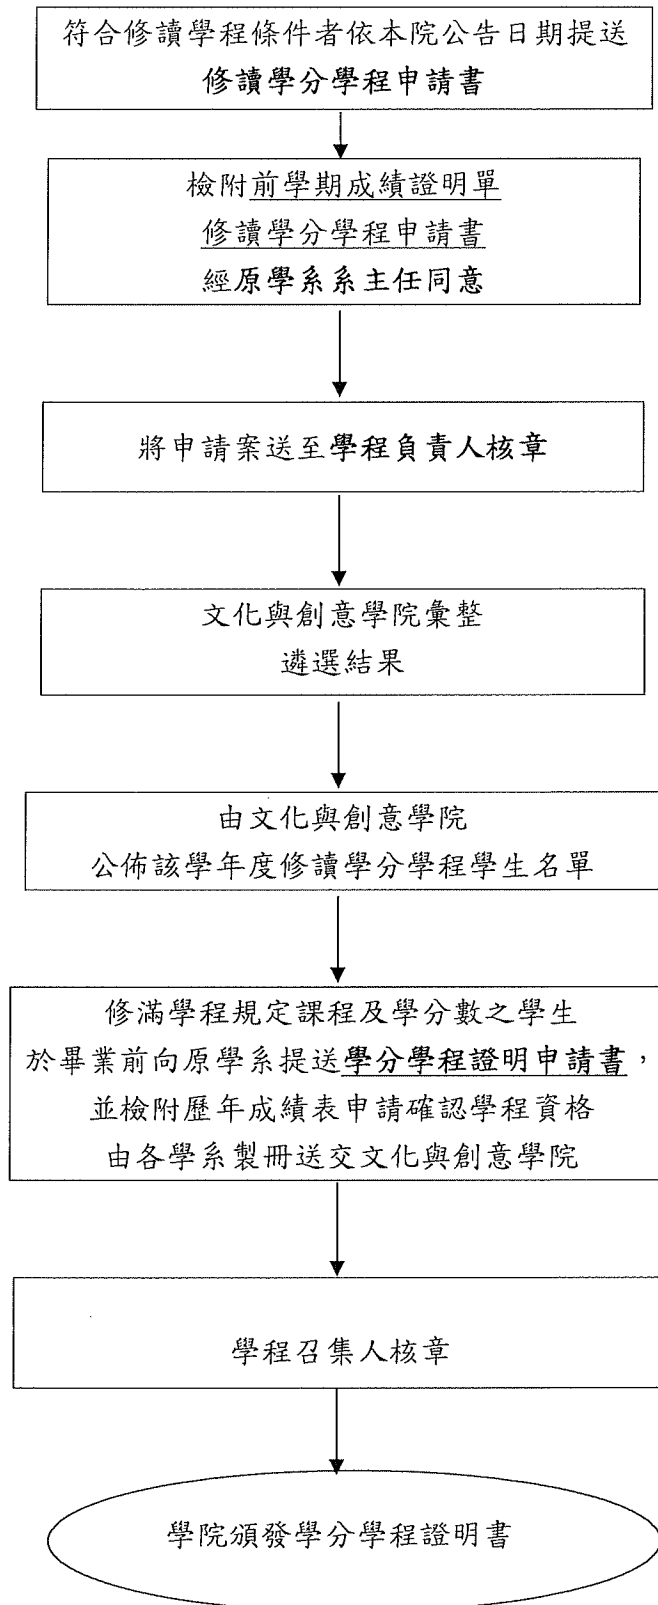 符合修讀學程條件者依本院公告日期提送
修讀學分學程申請書
檢附前學期成績證明單
修讀學分學程申請書
經原學系系主任同意
將申請案送至學程負責人核章
文化與創意學院彙整
遴選結果
由文化與創意學院
公佈該學年度修讀學分學程學生名單
修滿學程規定課程及學分數之學生
於畢業前向原學系提送學分學程證明申請書，
並檢附歷年成績表申請確認學程資格
由各學系製冊送交文化與創意學院
學程召集人核章
學院頒發學分學程證明書